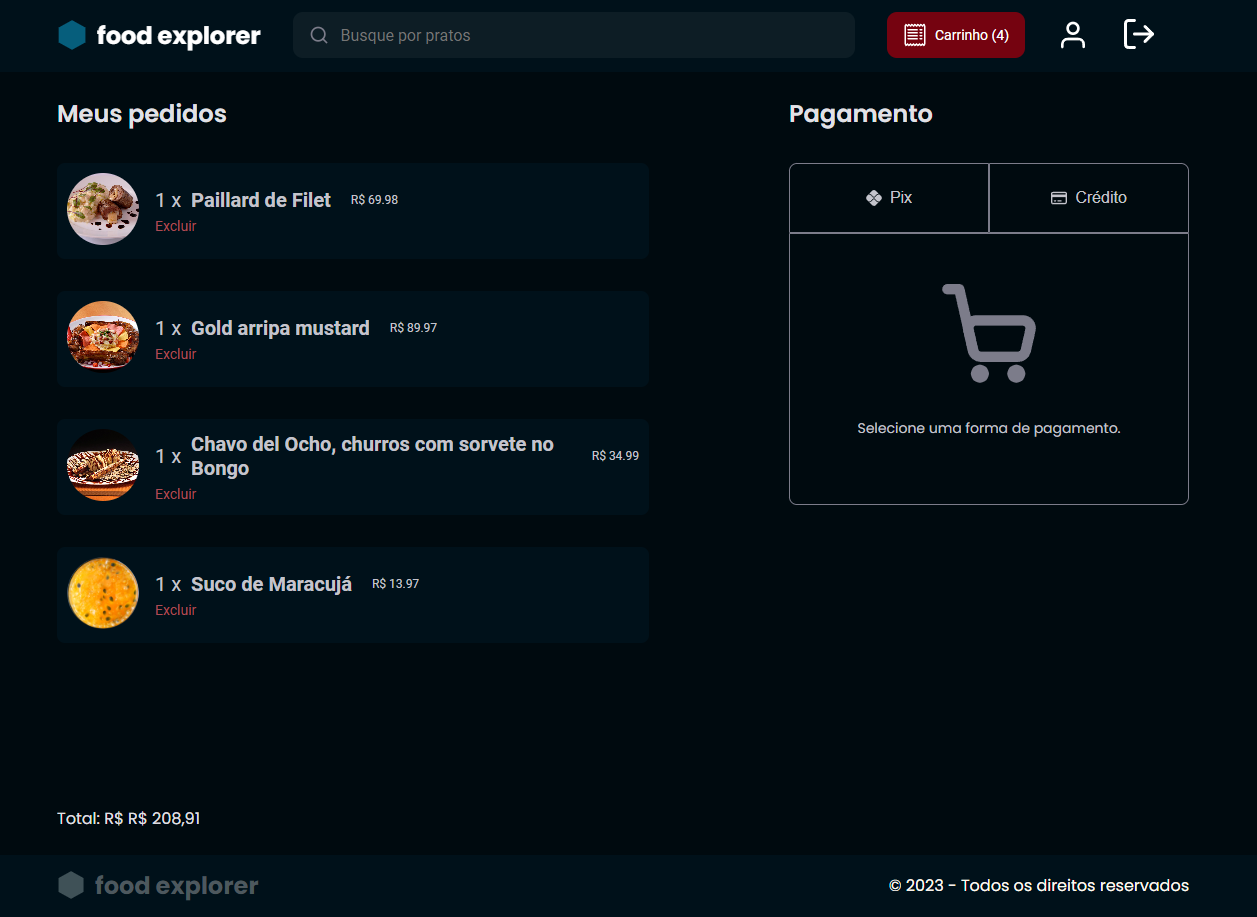 food explorer
Busque por pratos
Carrinho (4)
Meus pedidos
1 x Paillard de Filet R$ 69.98
Excluir
1 x Gold arripa mustard R$ 89.97
Excluir
1 x Chavo del Ocho, churros com sorvete no
Bongo R$ 34.99
Excluir
1 x Suco de Maracujá R$ 13.97
Excluir
Total: R$ R$ 208,91
Pagamento
Pix
Crédito
Selecione uma forma de pagamento.
food explorer
© 2023 - Todos os direitos reservados